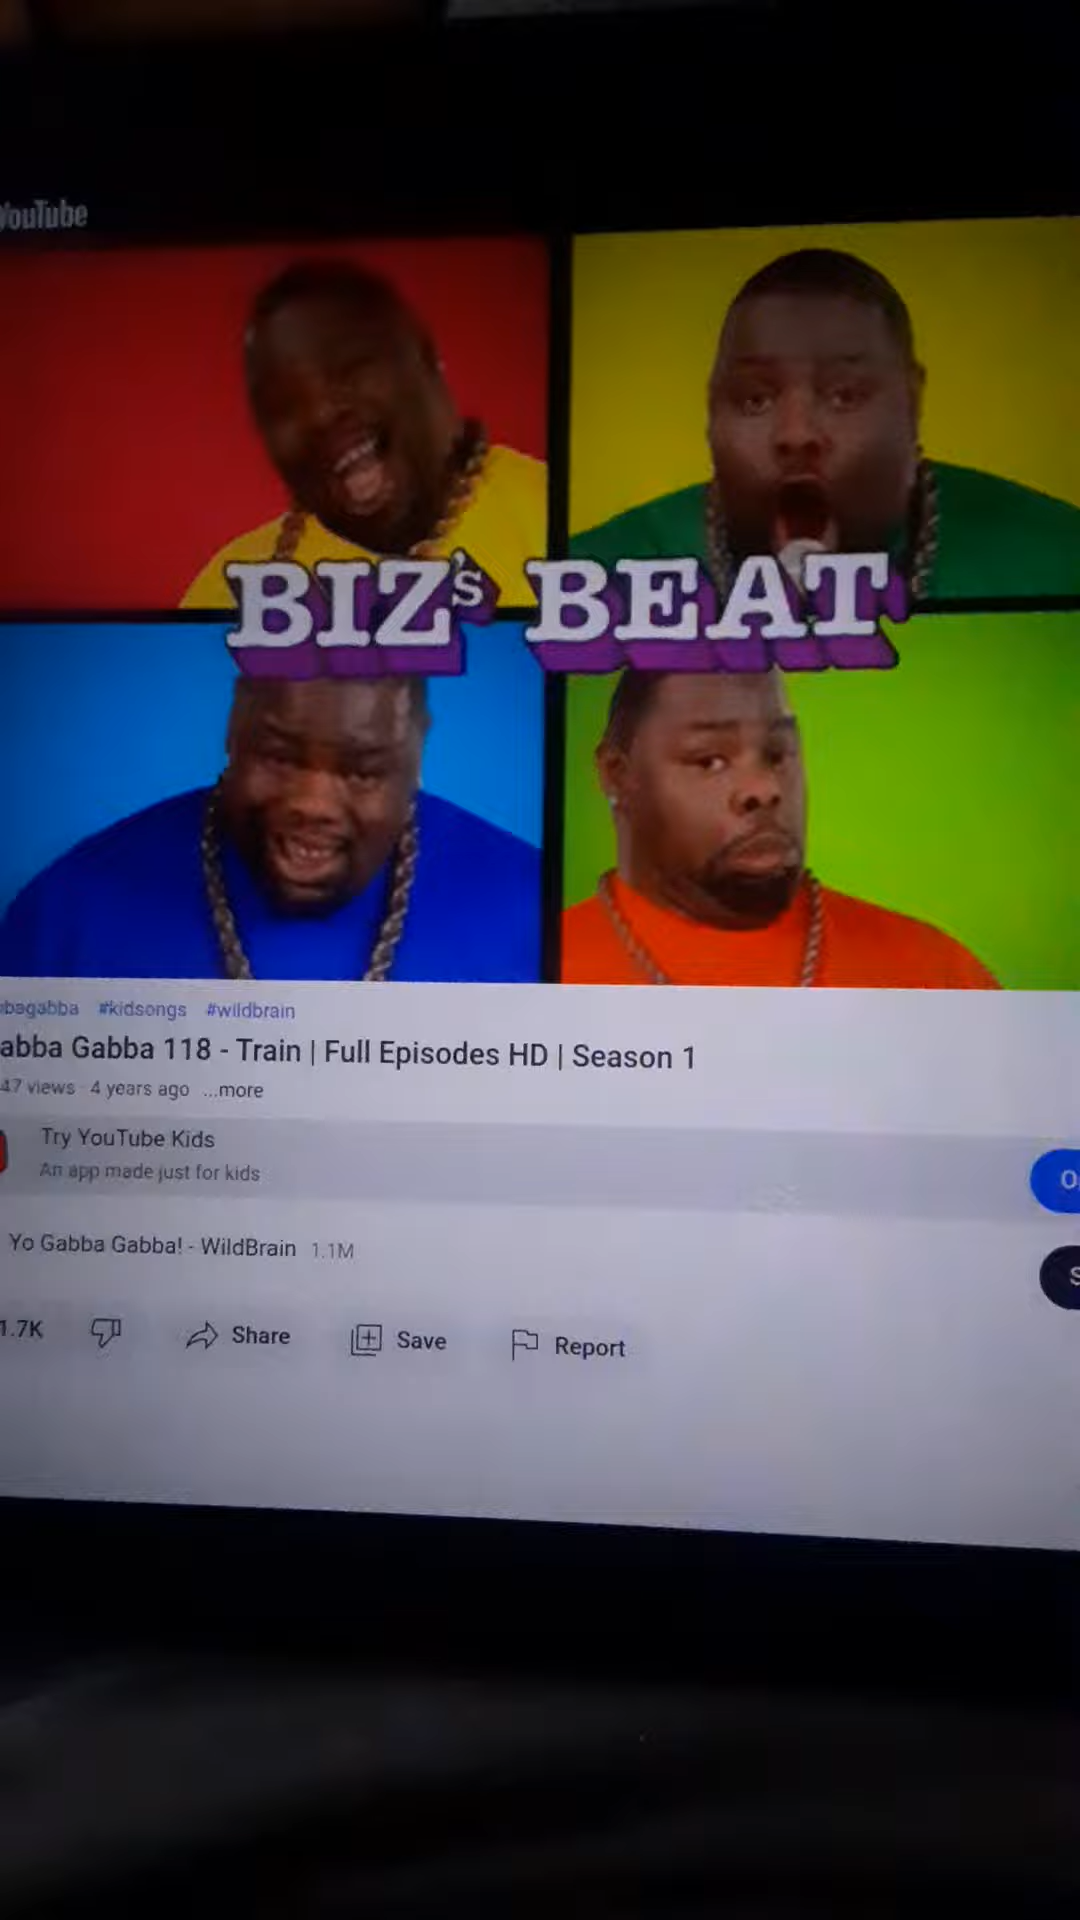 YouTube
BIZ's BEAT
#kidsongs #wildbrain
Gabba 118 - Train | Full Episodes HD | Season 1
47 views 4 years ago ...more
Try YouTube Kids
An app made just for kids
Yo Gabba Gabba! - WildBrain 1.1M
1.7K Share Save Report